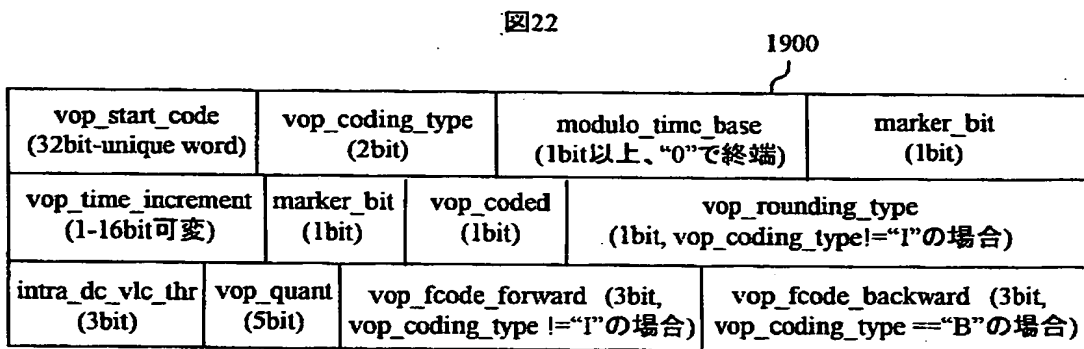 図22
1900
vop_start_code
(32bit-unique word)
vop_coding_type
(2bit)
modulo_time_base
(1bit以上、“0”で終端)
marker_bit
(1bit)
vop_time_increment
(1-16bit可変)
marker_bit
(1bit)
vop_coded
(1bit)
vop_rounding_type
(1bit, vop_coding_type!=“I”の場合)
intra_dc_vlc_thr
(3bit)
vop_quant
(5bit)
vop_fcode_forward (3bit,
vop_coding_type !=“I”の場合)
vop_fcode_backward (3bit,
vop_coding_type ==“B”の場合)